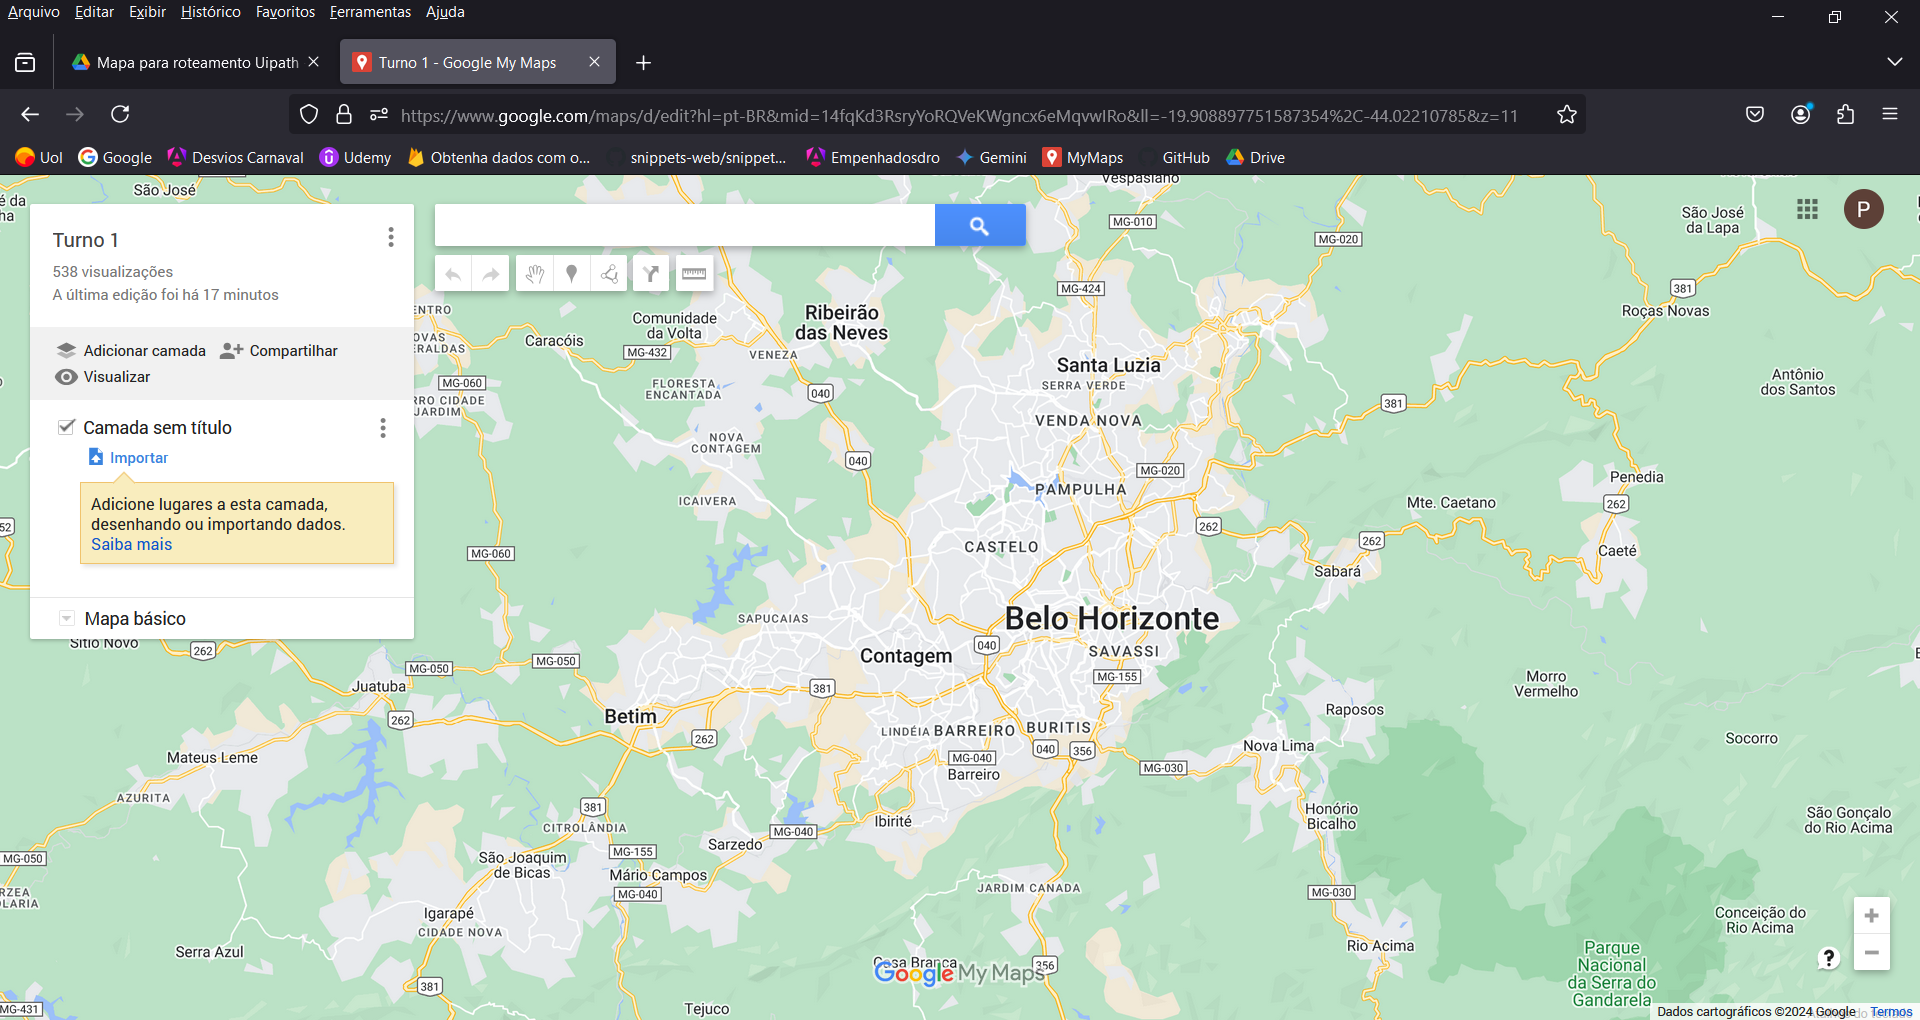 Arquivo Editar Exibir Histórico Favoritos Ferramentas Ajuda
Mapa para roteamento Uipath
Turno 1 - Google My Maps
https://www.google.com/maps/d/edit?hl=pt-BR&mid=14fqKd3RsryYoRQVeKWgncx6eMqvwIRo&ll=-19.908897751587354%2C-44.02210785&z=11
Uol Google Desvios Carnaval Udemy Obtenha dados com o... snippets-web/snippet... Empenhadosdro Gemini MyMaps GitHub Drive
São José
Vespasiano
Turno 1
538 visualizações
A última edição foi há 17 minutos
Adicionar camada
Compartilhar
Visualizar
Camada sem título
Importar
Adicione lugares a esta camada,
desenhando ou importando dados.
Saiba mais
Mapa básico
P
MG-010
MG-020
São José
da Lapa
MG-424
381
Roças Novas
Comunidade
da Volta
MG-432
Caracóis
VENEZA
Ribeirão
das Neves
MG-060
FLORESTA
ENCANTADA
040
Santa Luzia
SERRA VERDE
VENDA NOVA
381
Antônio
dos Santos
JARDIM
NOVA
CONTAGEM
040
MG-020
PAMPULHA
Penedia
262
Mte. Caetano
ICAIVERA
262
262
MG-060
CASTELO
Sabará
Caeté
SAPUCAIAS
Belo Horizonte
Sítio Novo
262
MG-050
MG-050
Contagem
040
SAVASSI
MG-155
Juatuba
381
Morro
Vermelho
262
Betim
262
Raposos
LINDÉIA
BARREIRO
BURITIS
040
356
Nova Lima
Socorro
Mateus Leme
MG-040
Barreiro
MG-030
AZURITA
381
CITROLÂNDIA
MG-040
Ibirité
Honório
Bicalho
São Gonçalo
do Rio Acima
MG-050
São Joaquim
de Bicas
MG-155
Sarzedo
Mário Campos
MG-040
JARDIM CANADA
MG-030
Igarapé
CIDADE NOVA
Conceição do
Rio Acima
Serra Azul
Rio Acima
Parque
Nacional
da Serra do
Gandarela
Casa Branca
Google My Maps
356
381
MG-431
Tejuco
Dados cartográficos ©2024 Google Termos